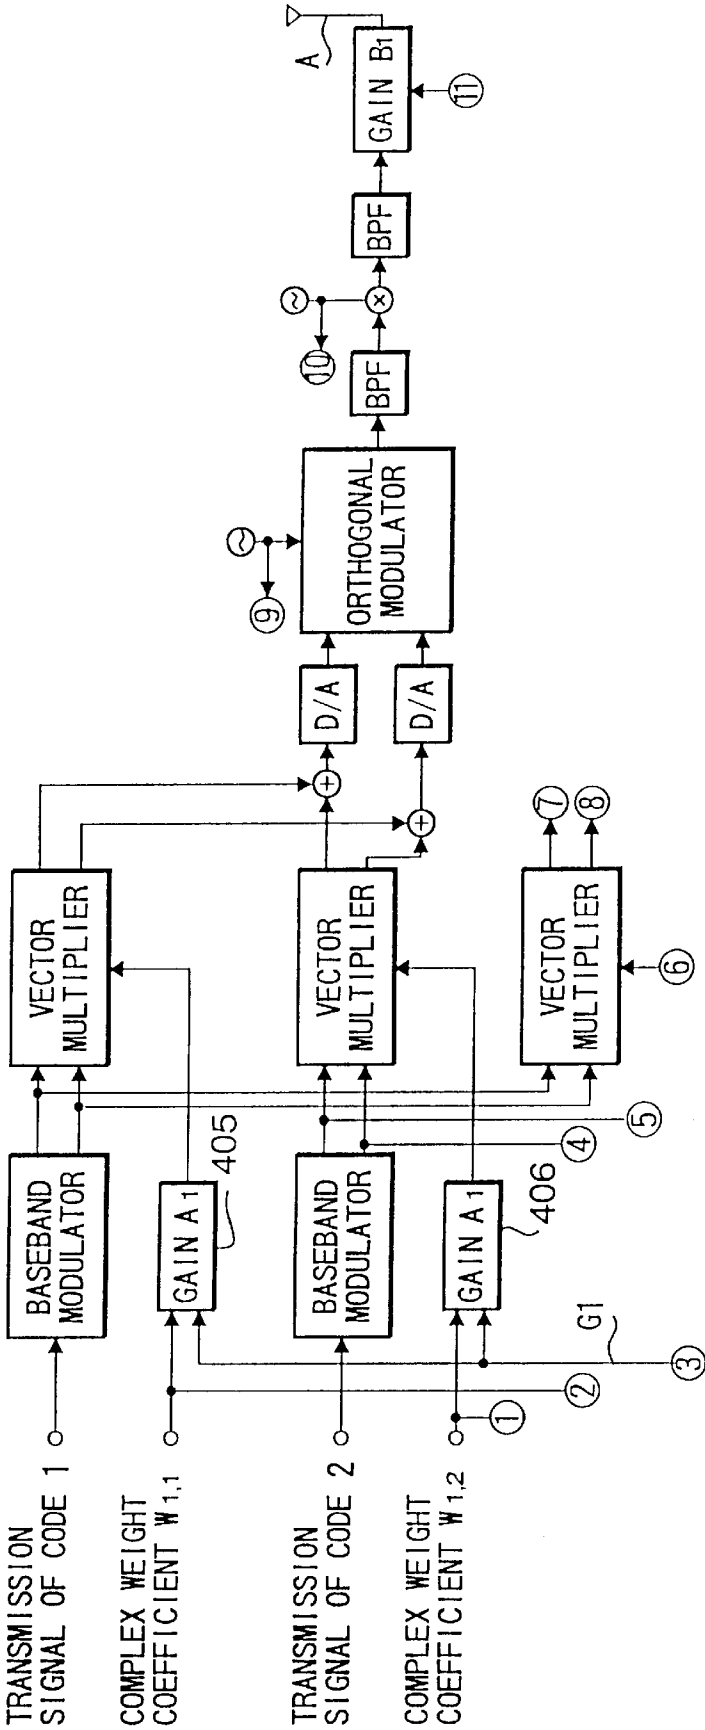 TRANSMISSION
SIGNAL OF CODE 1
COMPLEX WEIGHT
COEFFICIENT W1,1
TRANSMISSION
SIGNAL OF CODE 2
COMPLEX WEIGHT
COEFFICIENT W1,2
BASEBAND
MODULATOR
GAIN A1
405
BASEBAND
MODULATOR
GAIN A1
406
G1
①
②
③
④
⑤
⑥
VECTOR
MULTIPLIER
VECTOR
MULTIPLIER
VECTOR
MULTIPLIER
⑦
⑧
+
+
D/A
D/A
⑨
~
ORTHOGONAL
MODULATOR
BPF
⑩
~
×
BPF
GAIN B1
⑪
A